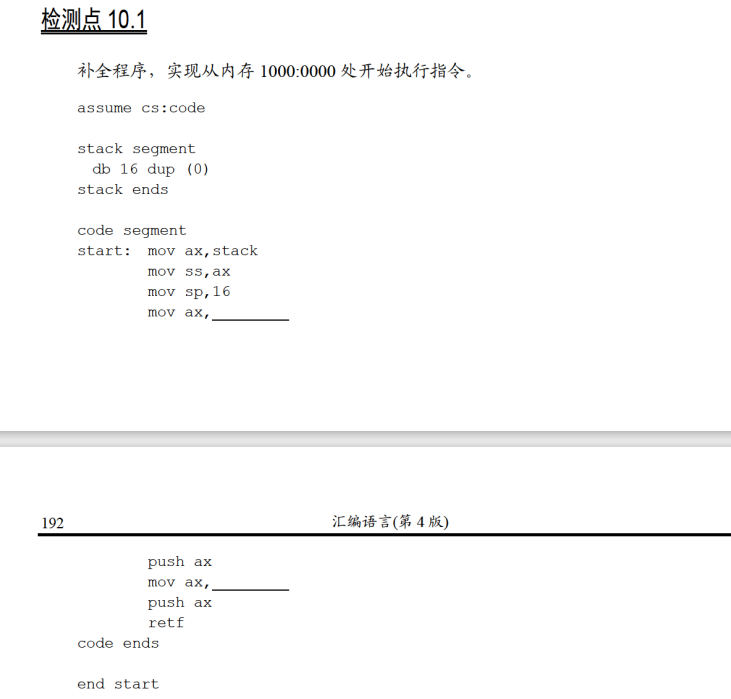 检测点 10.1
补全程序，实现从内存 1000:0000 处开始执行指令。
assume cs:code
stack segment
db 16 dup (0)
stack ends
code segment
start: mov ax,stack
mov ss,ax
mov sp,16
mov ax,________
192 汇编语言(第 4 版)
push ax
mov ax,________
push ax
retf
code ends
end start